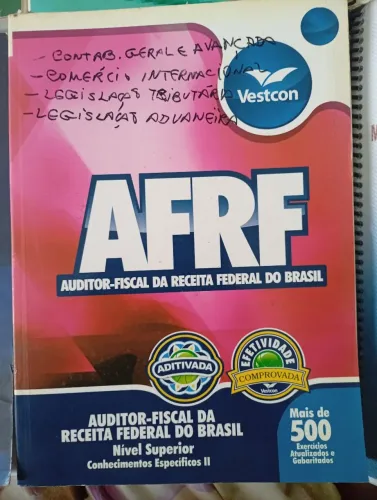 - CONTAB. GERAL E AVANÇADA
- COMÉRCIO INTERNACIONAL
- LEGISLAÇÃO TRIBUTÁRIA
- LEGISLAÇÃO ADUANEIRA
Vestcon
AFRF
AUDITOR-FISCAL DA RECEITA FEDERAL DO BRASIL
ADITIVADA
EFETIVIDADE
COMPROVADA
Vestcon
AUDITOR-FISCAL DA
RECEITA FEDERAL DO BRASIL
Nível Superior
Conhecimentos Específicos II
Mais de
500
Exercícios
Atualizados e
Gabaritados